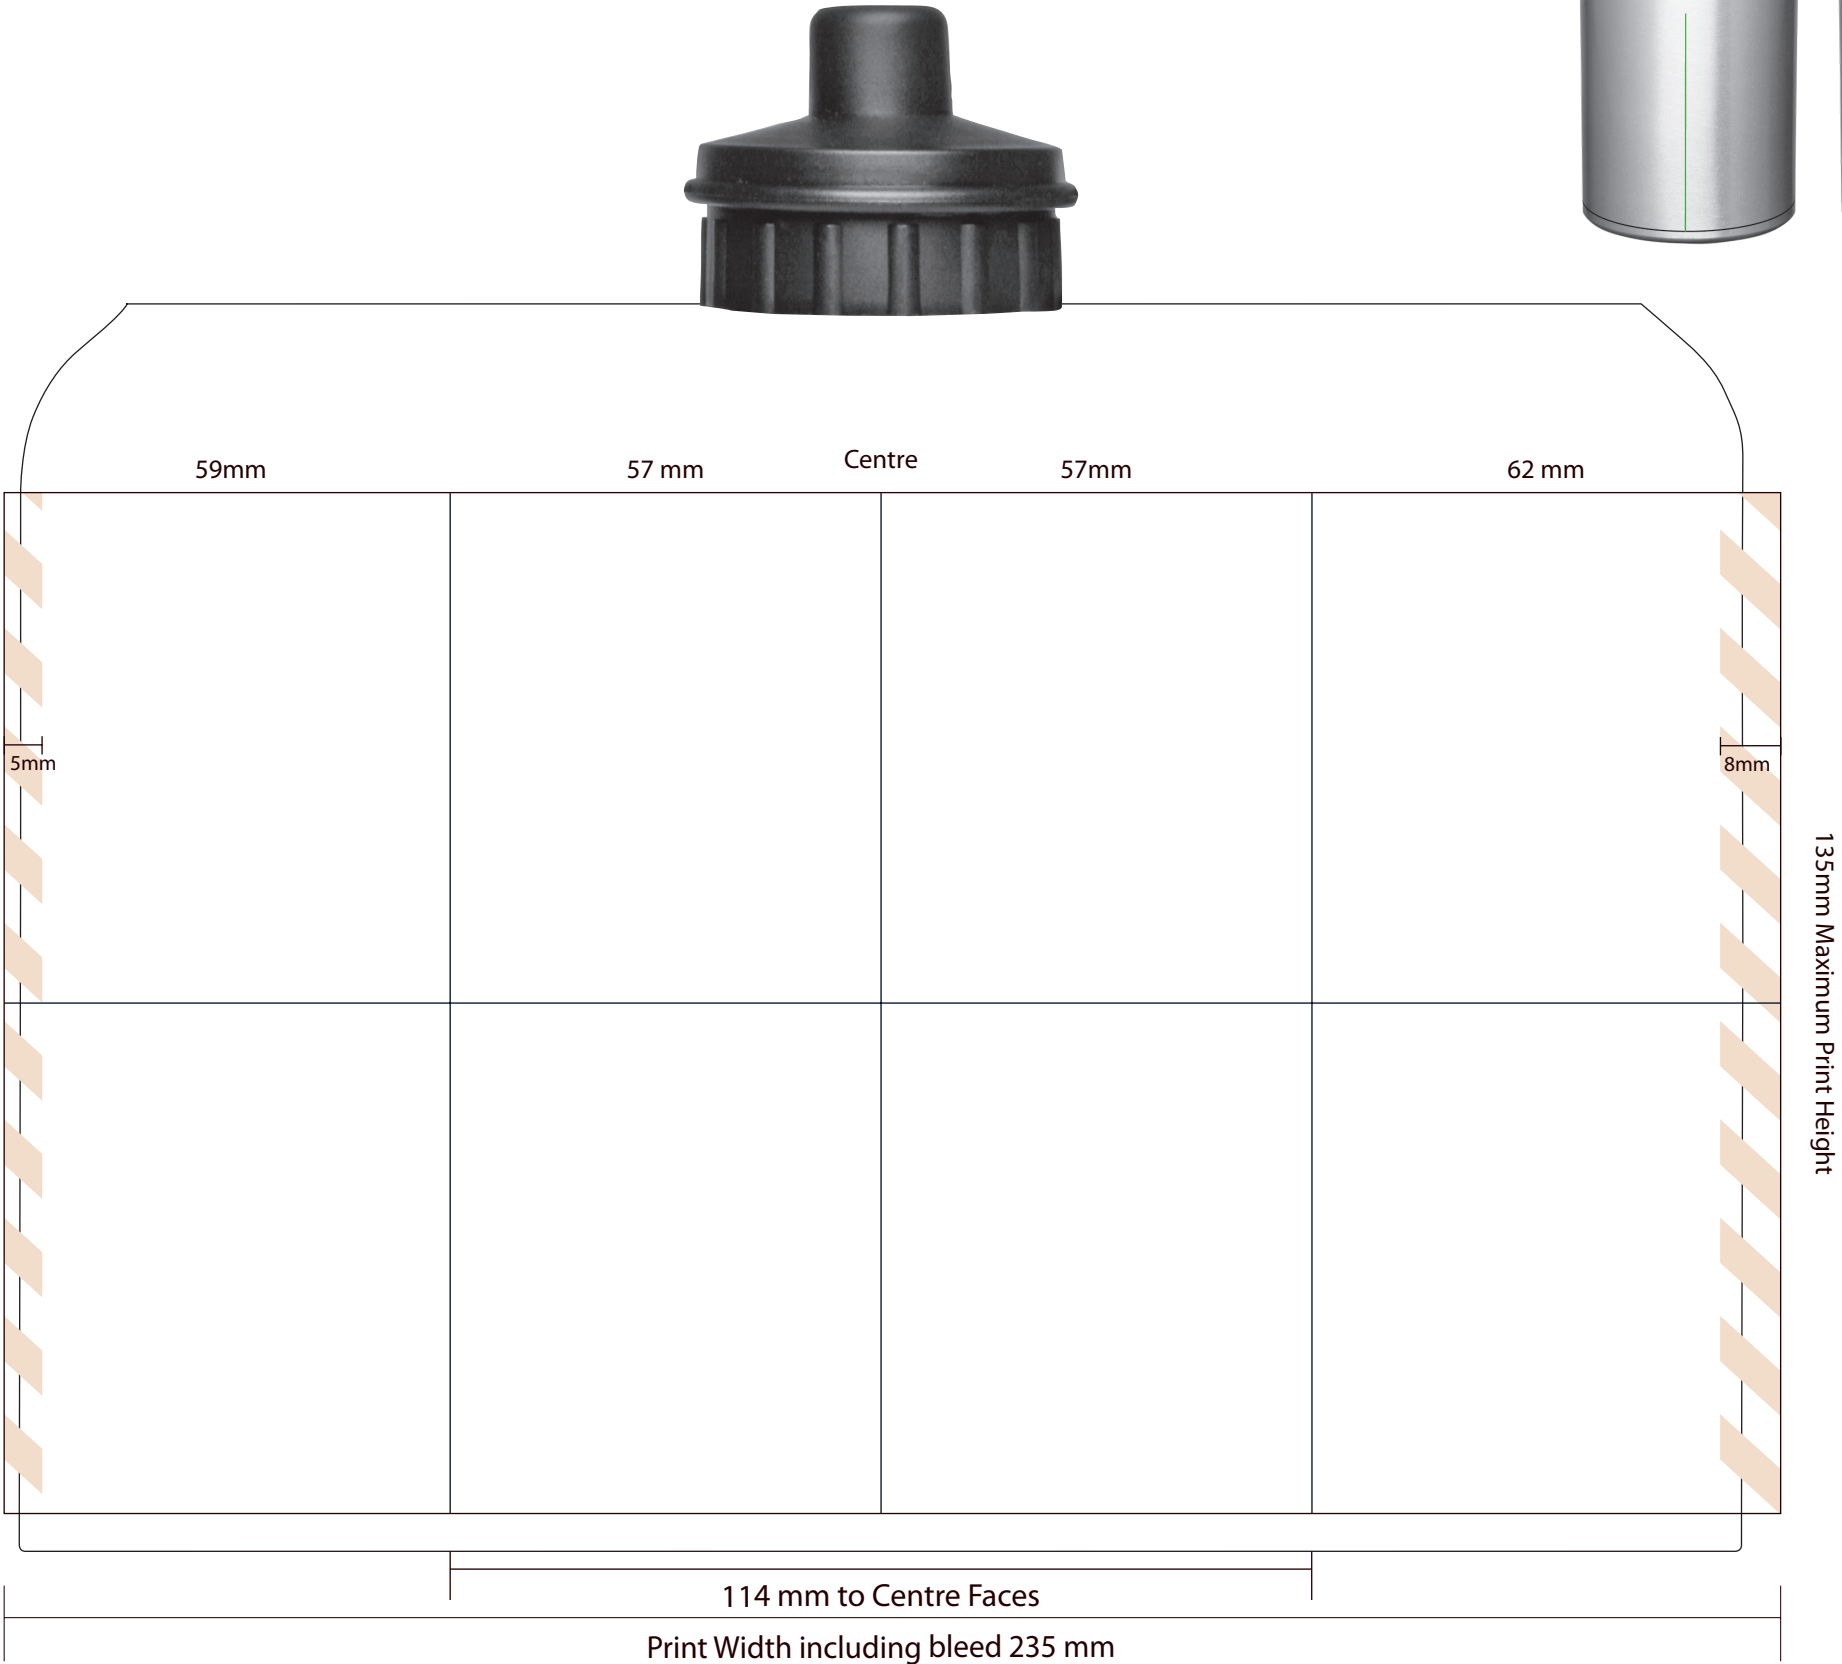 Centre
59mm
57 mm
57mm
62 mm
5mm
8mm
135mm Maximum Print Height
114 mm to Centre Faces
Print Width including bleed 235 mm